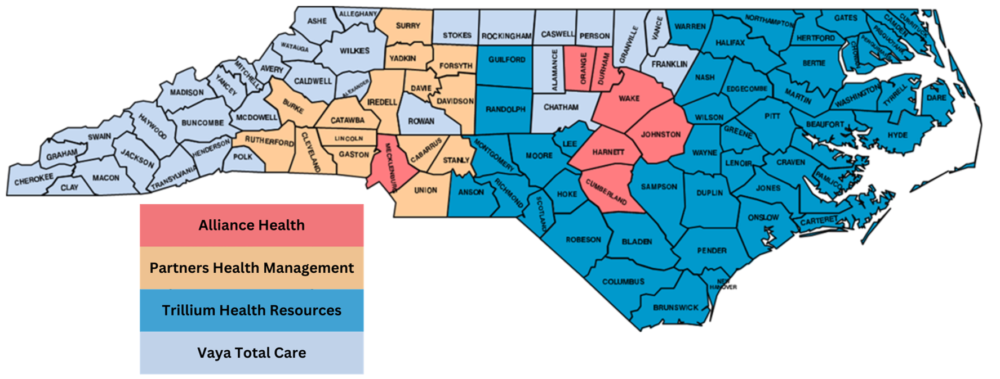 ASHE
ALLEGHANY
SURRY
STOKES
ROCKINGHAM
CASWELL
PERSON
GRANVILLE
VANCE
WARREN
NORTHAMPTON
GATES
CAMDEN
CURRITUCK
PASQUOTANK
PERQUIMANS
CHOWAN
HERTFORD
HALIFAX
BERTIE
WATAUGA
WILKES
YADKIN
FORSYTH
GUILFORD
ALAMANCE
ORANGE
DURHAM
FRANKLIN
NASH
EDGECOMBE
MARTIN
WASHINGTON
TYRRELL
DARE
MITCHELL
AVERY
CALDWELL
ALEXANDER
IREDELL
DAVIE
DAVIDSON
RANDOLPH
CHATHAM
WAKE
MADISON
YANCEY
BURKE
CATAWBA
ROWAN
WILSON
PITT
BEAUFORT
HYDE
HAYWOOD
BUNCOMBE
MCDOWELL
SWAIN
GRAHAM
JACKSON
HENDERSON
RUTHERFORD
POLK
CLEVELAND
LINCOLN
GASTON
MECKLENBURG
CABARRUS
STANLY
MONTGOMERY
MOORE
LEE
HARNETT
JOHNSTON
WAYNE
GREENE
LENOIR
CRAVEN
PAMLICO
CHEROKEE
CLAY
MACON
TRANSYLVANIA
UNION
ANSON
RICHMOND
SCOTLAND
HOKE
CUMBERLAND
SAMPSON
DUPLIN
JONES
ONSLOW
CARTERET
ROBESON
BLADEN
PENDER
COLUMBUS
NEW
HANOVER
BRUNSWICK
Alliance Health
Partners Health Management
Trillium Health Resources
Vaya Total Care